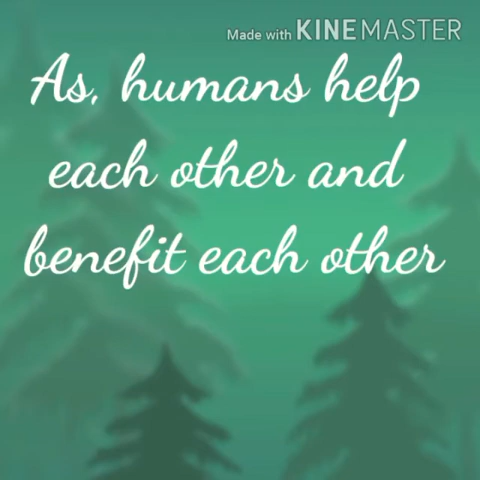 Made with KINEMASTER
As, humans help
each other and
benefit each other